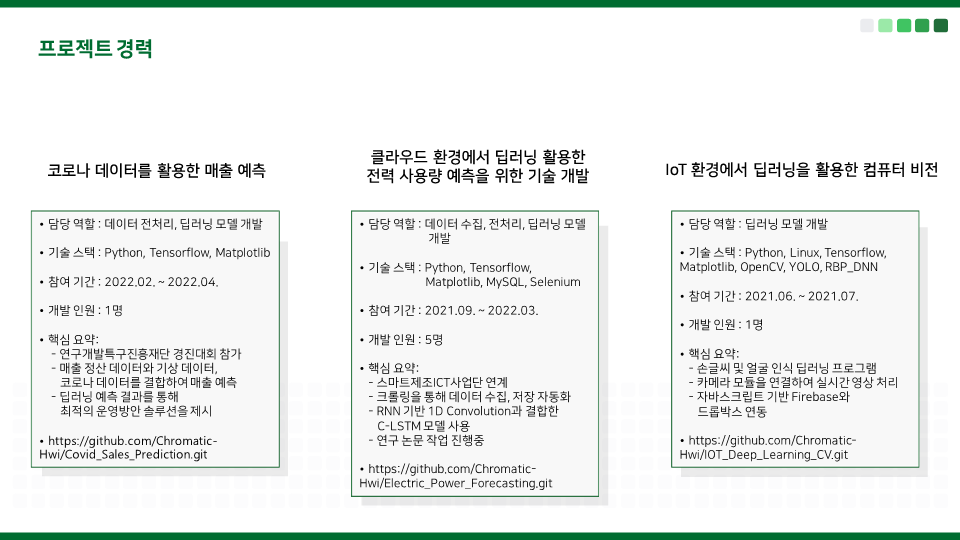 프로젝트 경력
코로나 데이터를 활용한 매출 예측
• 담당 역할 : 데이터 전처리, 딥러닝 모델 개발
• 기술 스택 : Python, Tensorflow, Matplotlib
• 참여 기간 : 2022.02. ~ 2022.04.
• 개발 인원 : 1명
• 핵심 요약:
- 연구개발특구진흥재단 경진대회 참가
- 매출 정산 데이터와 기상 데이터,
코로나 데이터를 결합하여 매출 예측
- 딥러닝 예측 결과를 통해
최적의 운영방안 솔루션을 제시
• https://github.com/Chromatic-
Hwi/Covid_Sales_Prediction.git
클라우드 환경에서 딥러닝 활용한
전력 사용량 예측을 위한 기술 개발
• 담당 역할 : 데이터 수집, 전처리, 딥러닝 모델
개발
• 기술 스택 : Python, Tensorflow,
Matplotlib, MySQL, Selenium
• 참여 기간 : 2021.09. ~ 2022.03.
• 개발 인원 : 5명
• 핵심 요약:
- 스마트제조ICT사업단 연계
- 크롤링을 통해 데이터 수집, 저장 자동화
- RNN 기반 1D Convolution과 결합한
C-LSTM 모델 사용
- 연구 논문 작업 진행중
• https://github.com/Chromatic-
Hwi/Electric_Power_Forecasting.git
IoT 환경에서 딥러닝을 활용한 컴퓨터 비전
• 담당 역할 : 딥러닝 모델 개발
• 기술 스택 : Python, Linux, Tensorflow,
Matplotlib, OpenCV, YOLO, RBP_DNN
• 참여 기간 : 2021.06. ~ 2021.07.
• 개발 인원 : 1명
• 핵심 요약:
- 손글씨 및 얼굴 인식 딥러닝 프로그램
- 카메라 모듈을 연결하여 실시간 영상 처리
- 자바스크립트 기반 Firebase와
드롭박스 연동
• https://github.com/Chromatic-
Hwi/IOT_Deep_Learning_CV.git